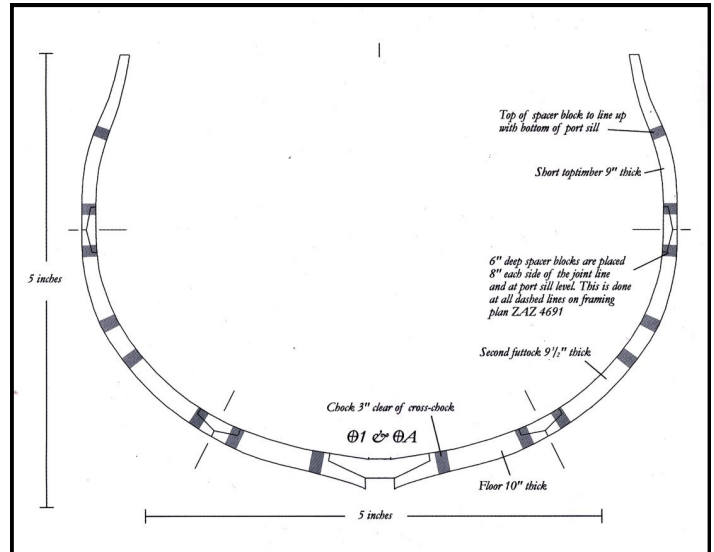 Top of spacer block to line up
with bottom of port sill
Short toptimber 9" thick
6" deep spacer blocks are placed
8" each side of the joint line
and at port sill level. This is done
at all dashed lines on framing
plan ZAZ 4691
5 inches
Second futtock 9 1/2" thick
Chock 3" clear of cross-chock
⊕1 & ⊕A
Floor 10" thick
5 inches